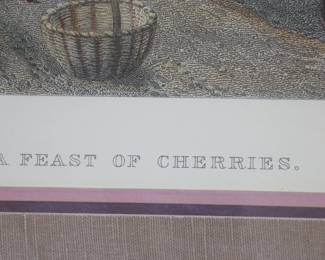 A FEAST OF CHERRIES.